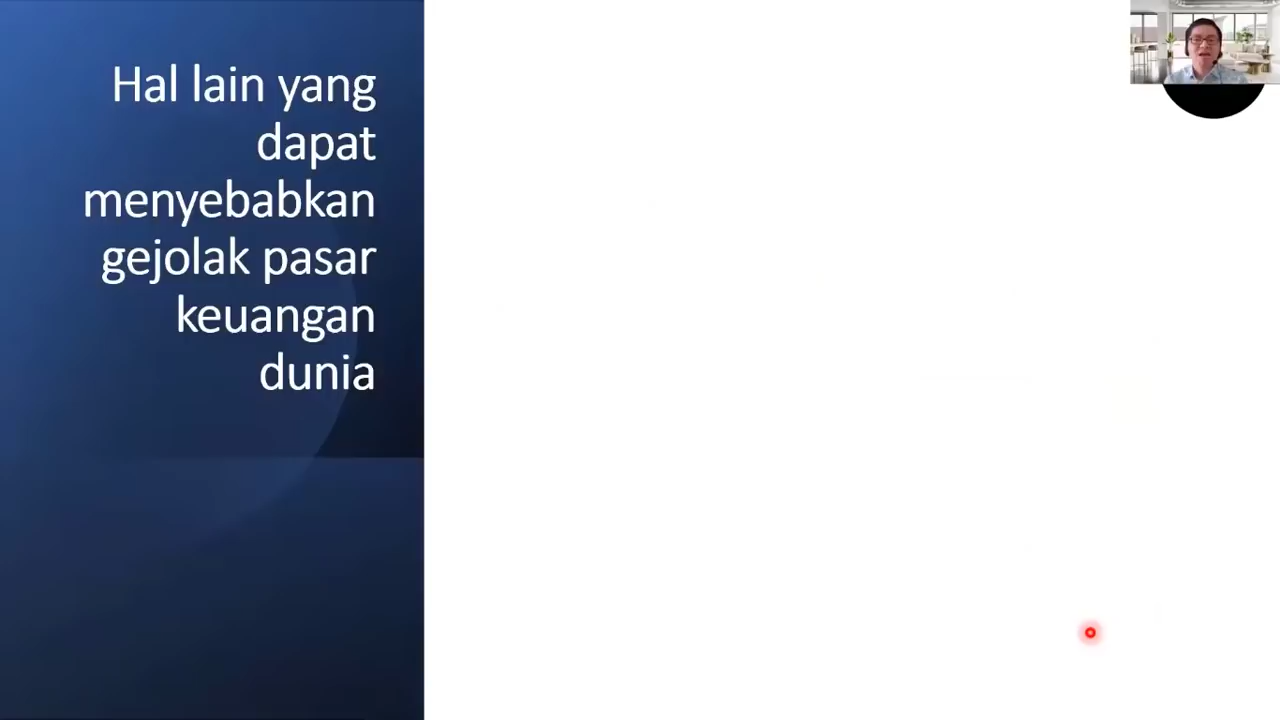 Hal lain yang
dapat
menyebabkan
gejolak pasar
keuangan
dunia